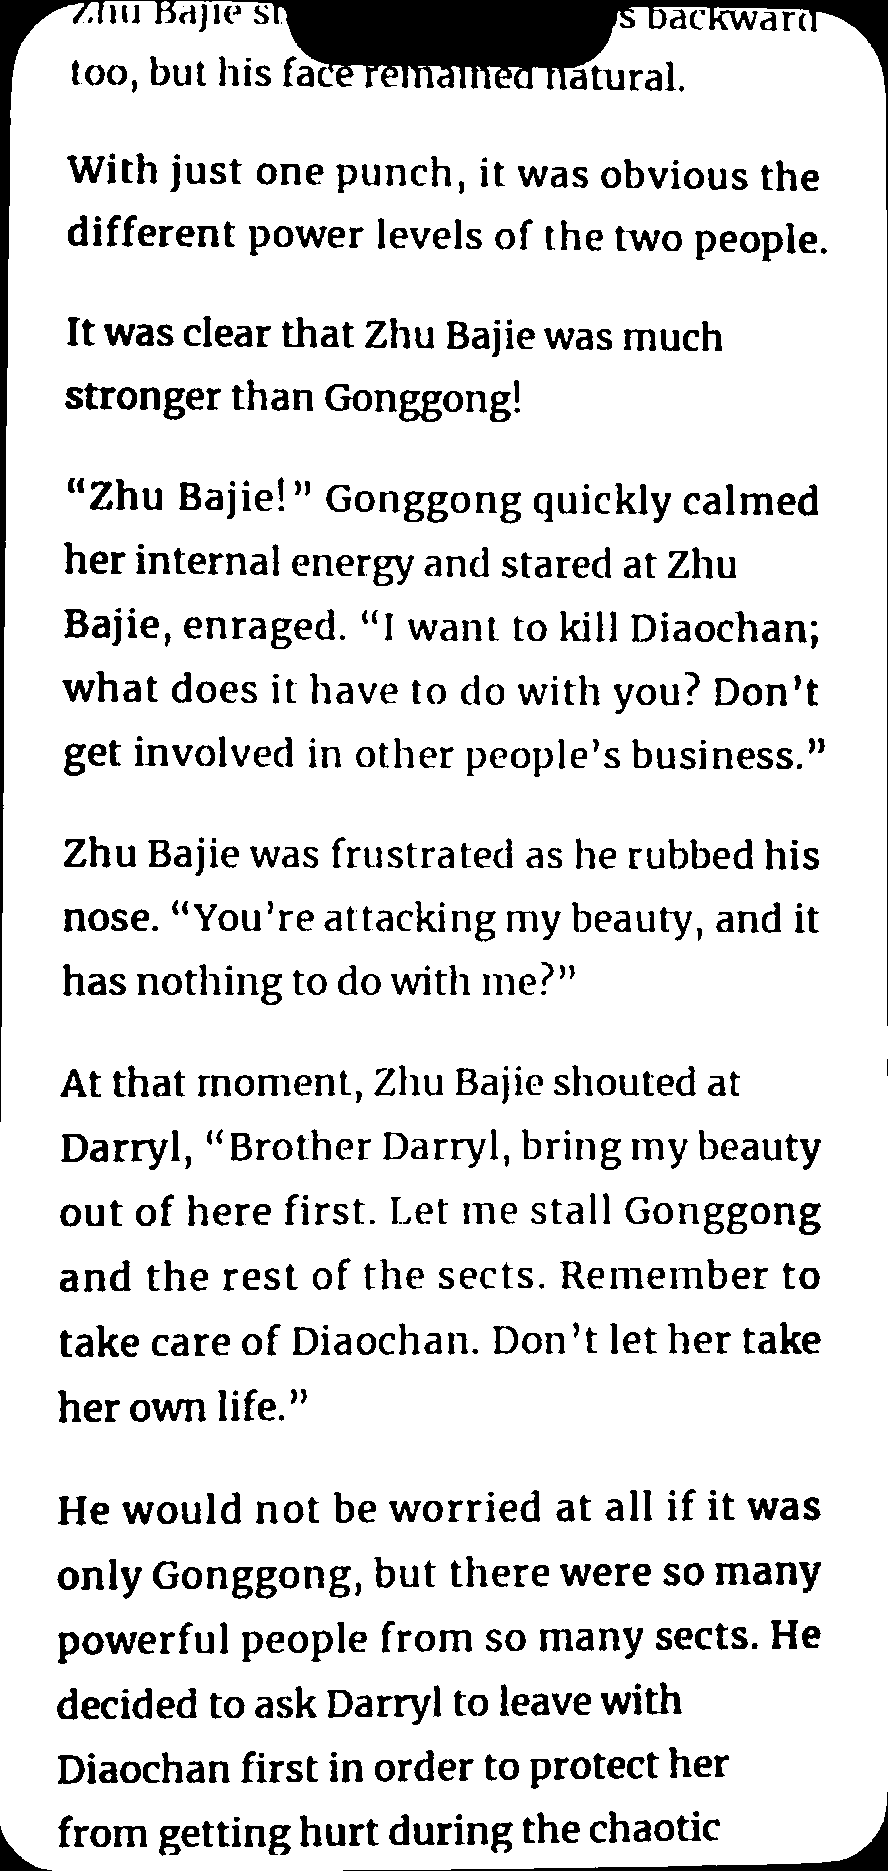 Zhu Bajie backward
too, but his face remained natural.
With just one punch, it was obvious the
different power levels of the two people.
It was clear that Zhu Bajie was much
stronger than Gonggong!
“Zhu Bajie!” Gonggong quickly calmed
her internal energy and stared at Zhu
Bajie, enraged. “I want to kill Diaochan;
what does it have to do with you? Don’t
get involved in other people’s business.”
Zhu Bajie was frustrated as he rubbed his
nose. “You’re attacking my beauty, and it
has nothing to do with me?”
At that moment, Zhu Bajie shouted at
Darryl, “Brother Darryl, bring my beauty
out of here first. Let me stall Gonggong
and the rest of the sects. Remember to
take care of Diaochan. Don’t let her take
her own life.”
He would not be worried at all if it was
only Gonggong, but there were so many
powerful people from so many sects. He
decided to ask Darryl to leave with
Diaochan first in order to protect her
from getting hurt during the chaotic